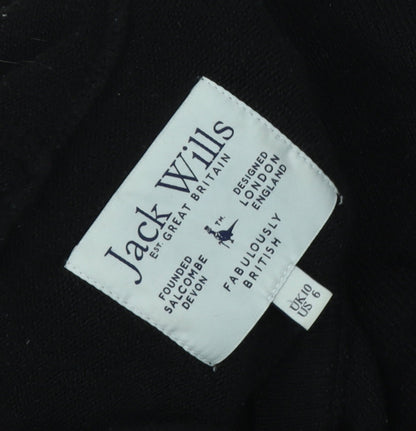 Jack Wills
EST. GREAT BRITAIN
FOUNDED
SALCOMBE
DEVON
TH
DESIGNED
LONDON
ENGLAND
FABULOUSLY
BRITISH
UK10
US 6